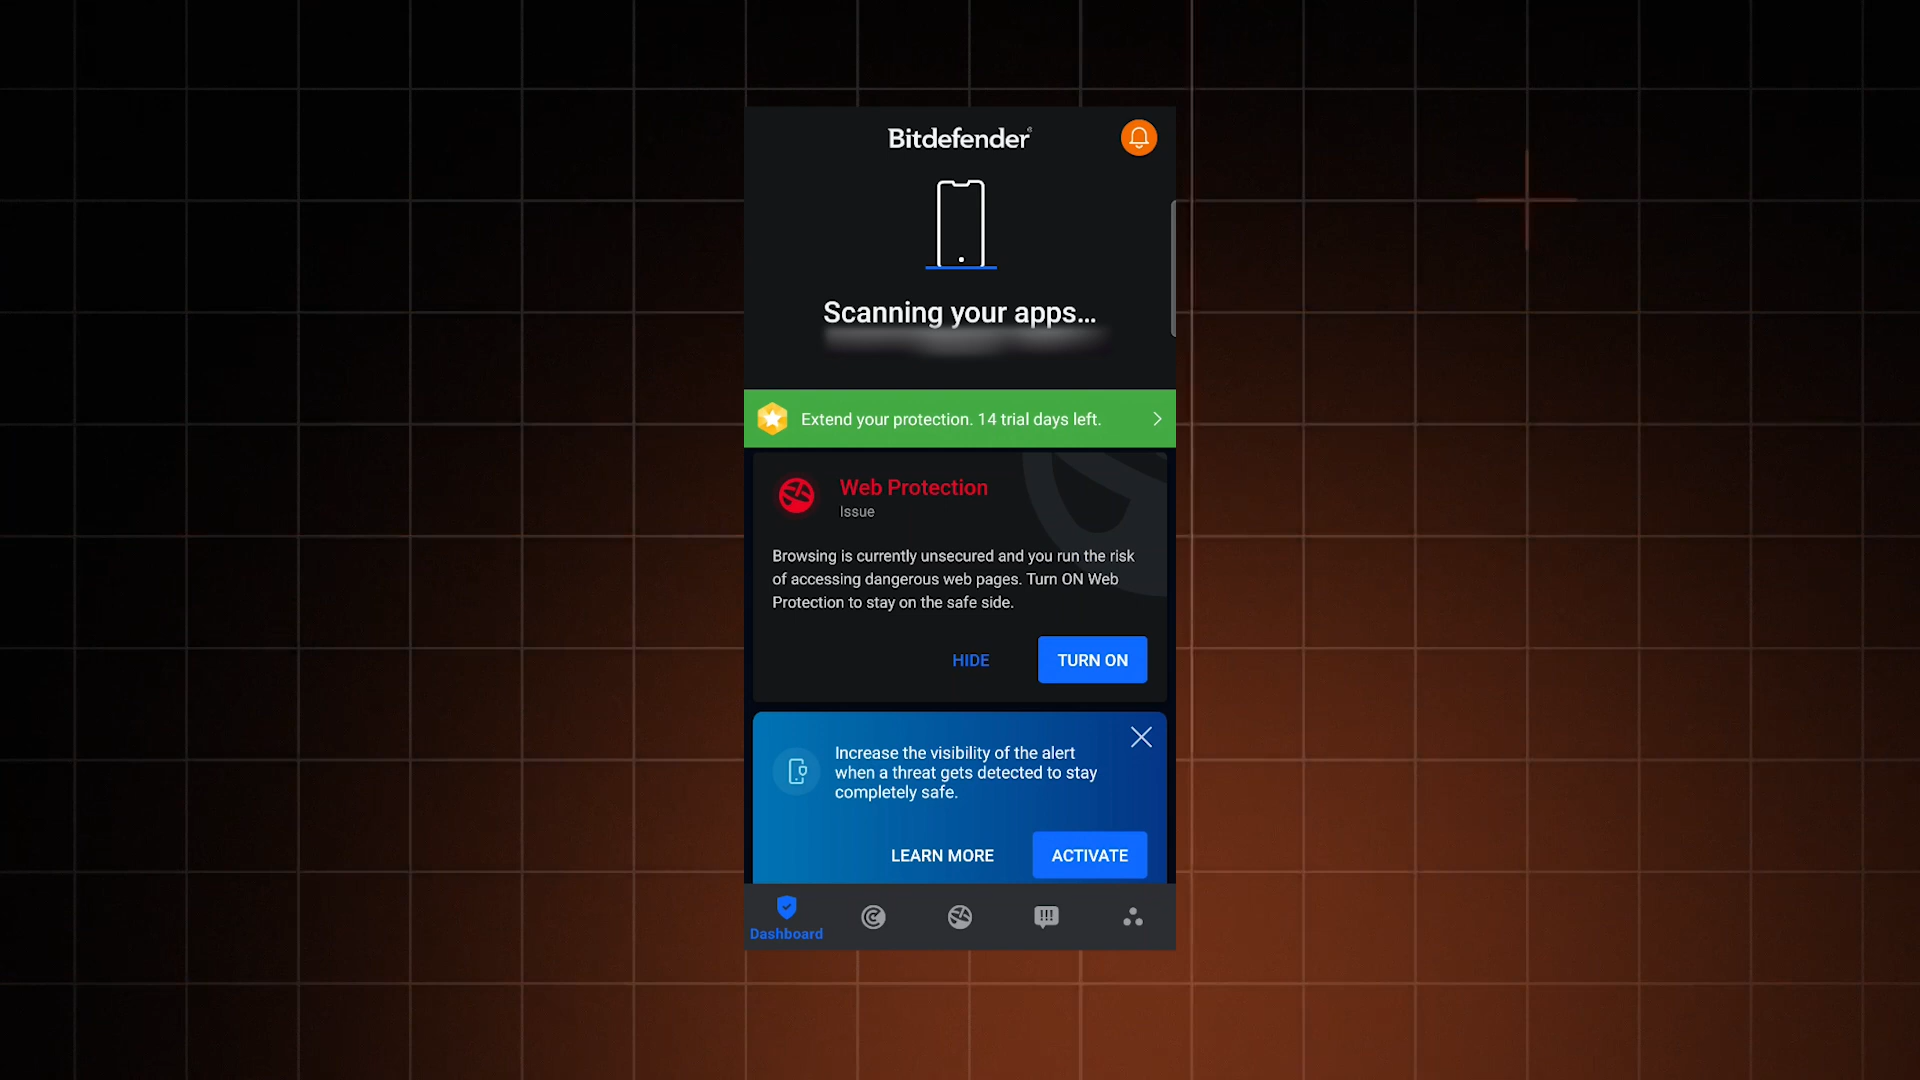 Bitdefender
Scanning your apps...
Extend your protection. 14 trial days left.
Web Protection
Issue
Browsing is currently unsecured and you run the risk
of accessing dangerous web pages. Turn ON Web
Protection to stay on the safe side.
HIDE
TURN ON
Increase the visibility of the alert
when a threat gets detected to stay
completely safe.
LEARN MORE
ACTIVATE
Dashboard